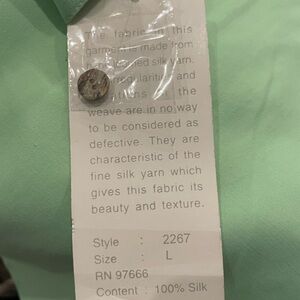 The fabric in this
garment is made from
silk yarn.
and
the
weave are in no way
to be considered as
defective. They are
characteristic of the
fine silk yarn which
gives this fabric its
beauty and texture.
Style : 2267
Size : L
RN 97666
Content : 100% Silk